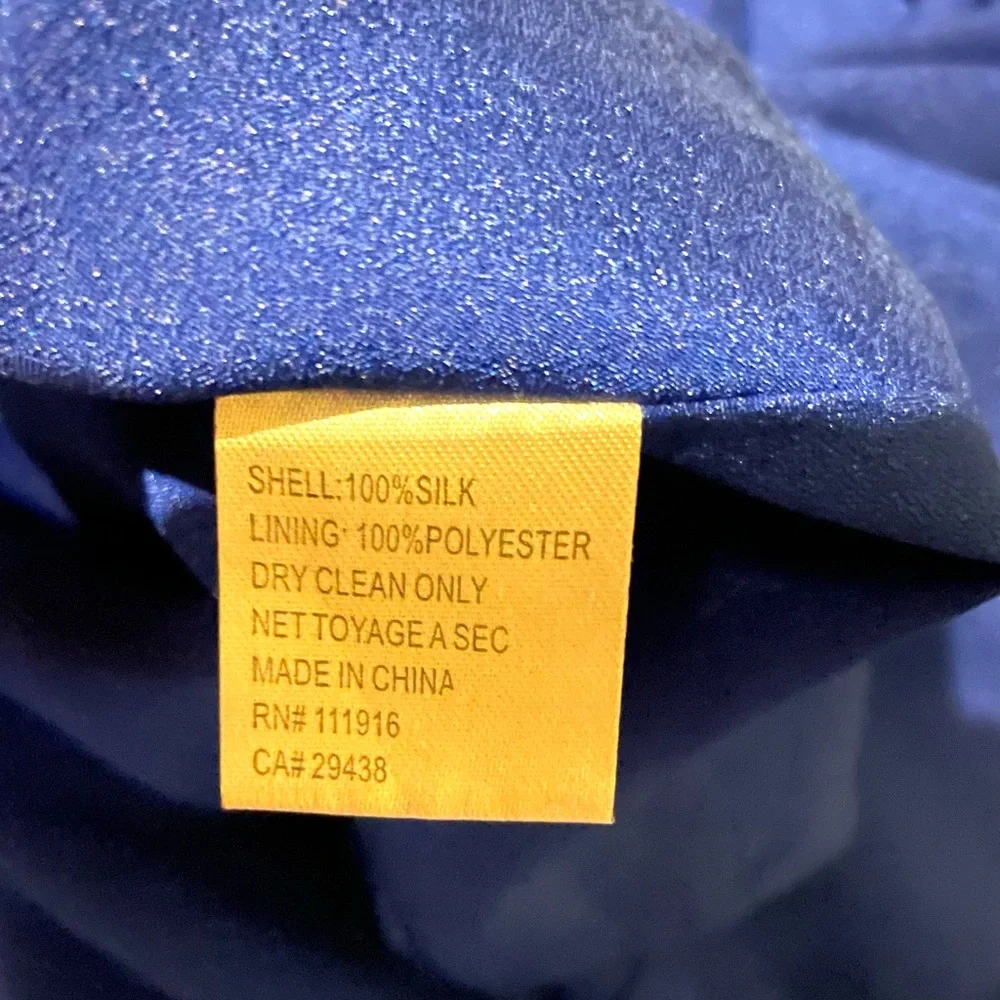 SHELL:100%SILK
LINING: 100%POLYESTER
DRY CLEAN ONLY
NET TOYAGE A SEC
MADE IN CHINA
RN# 111916
CA# 29438